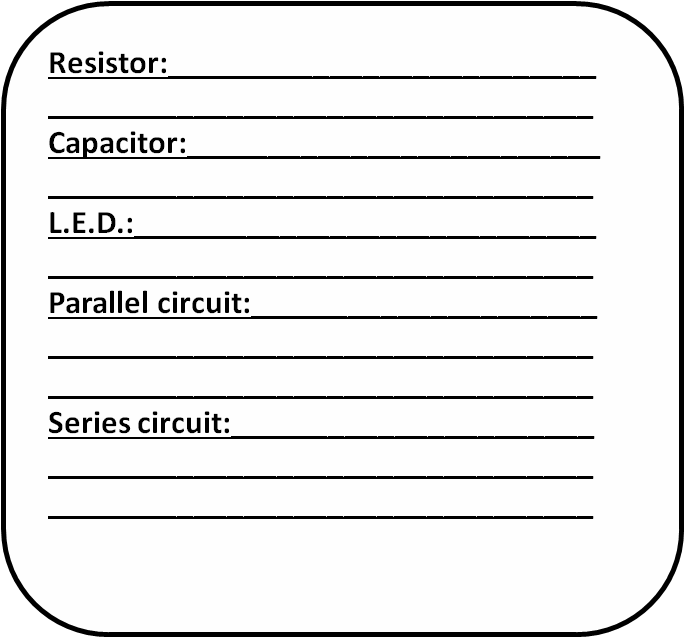 Resistor:
Capacitor:
L.E.D.:
Parallel circuit:
Series circuit: